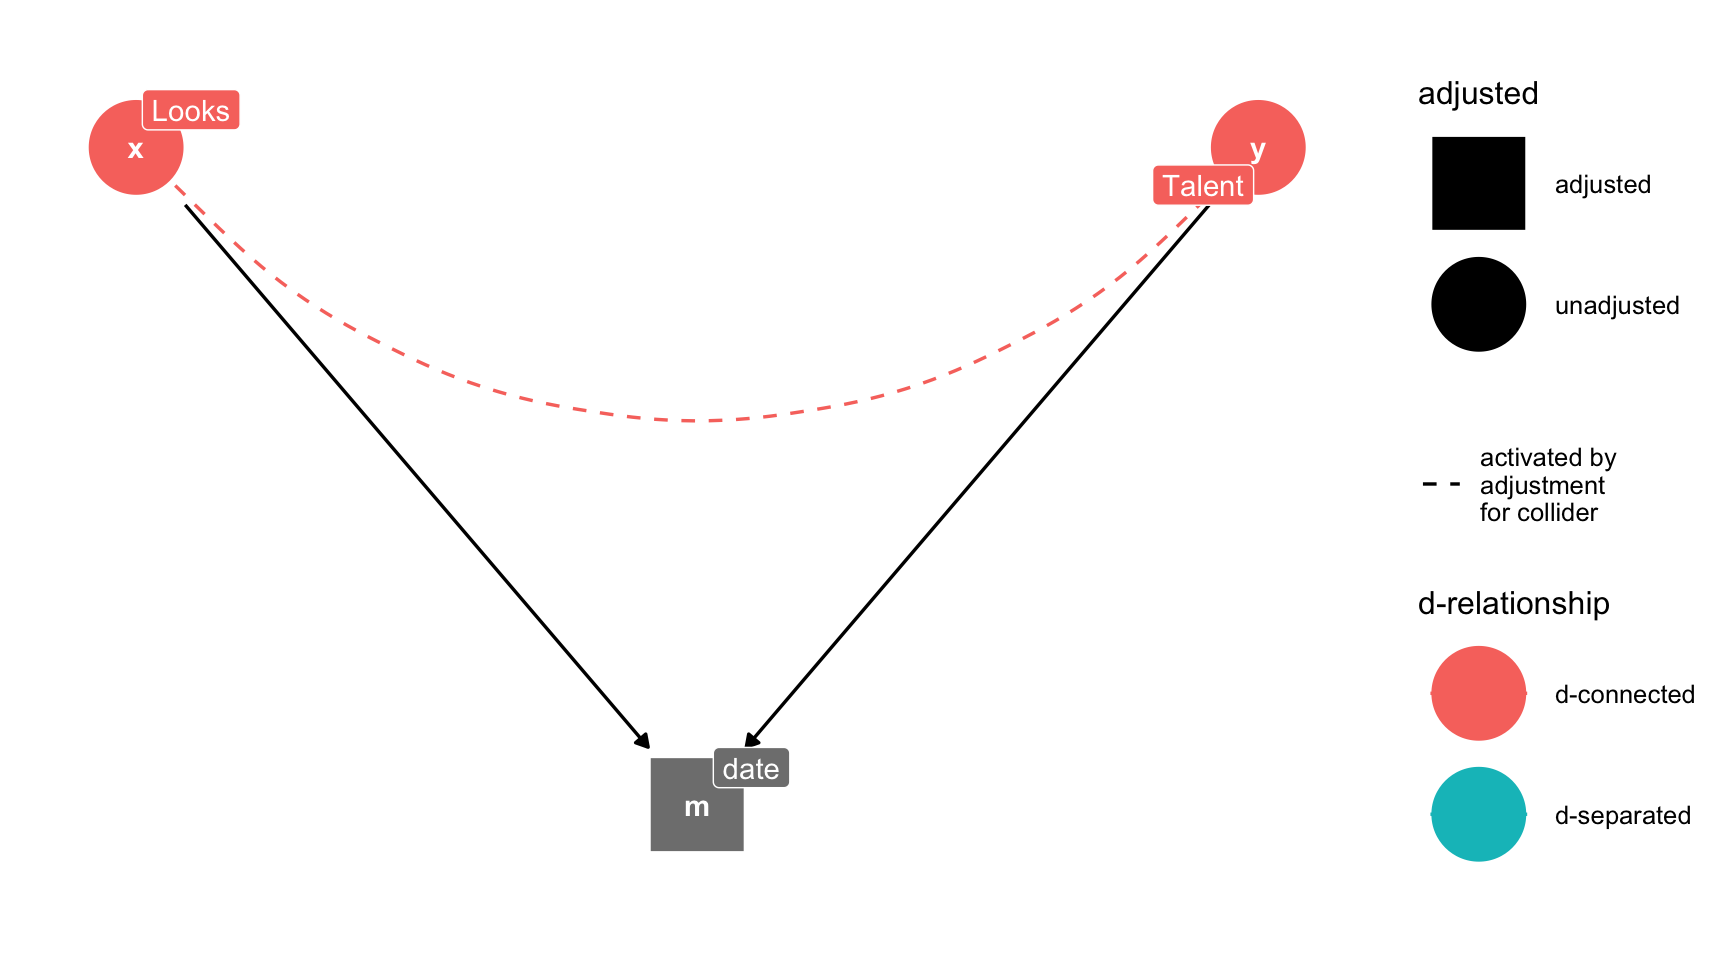 Looks
x
y
Talent
date
m
adjusted
adjusted
unadjusted
activated by
adjustment
for collider
d-relationship
d-connected
d-separated